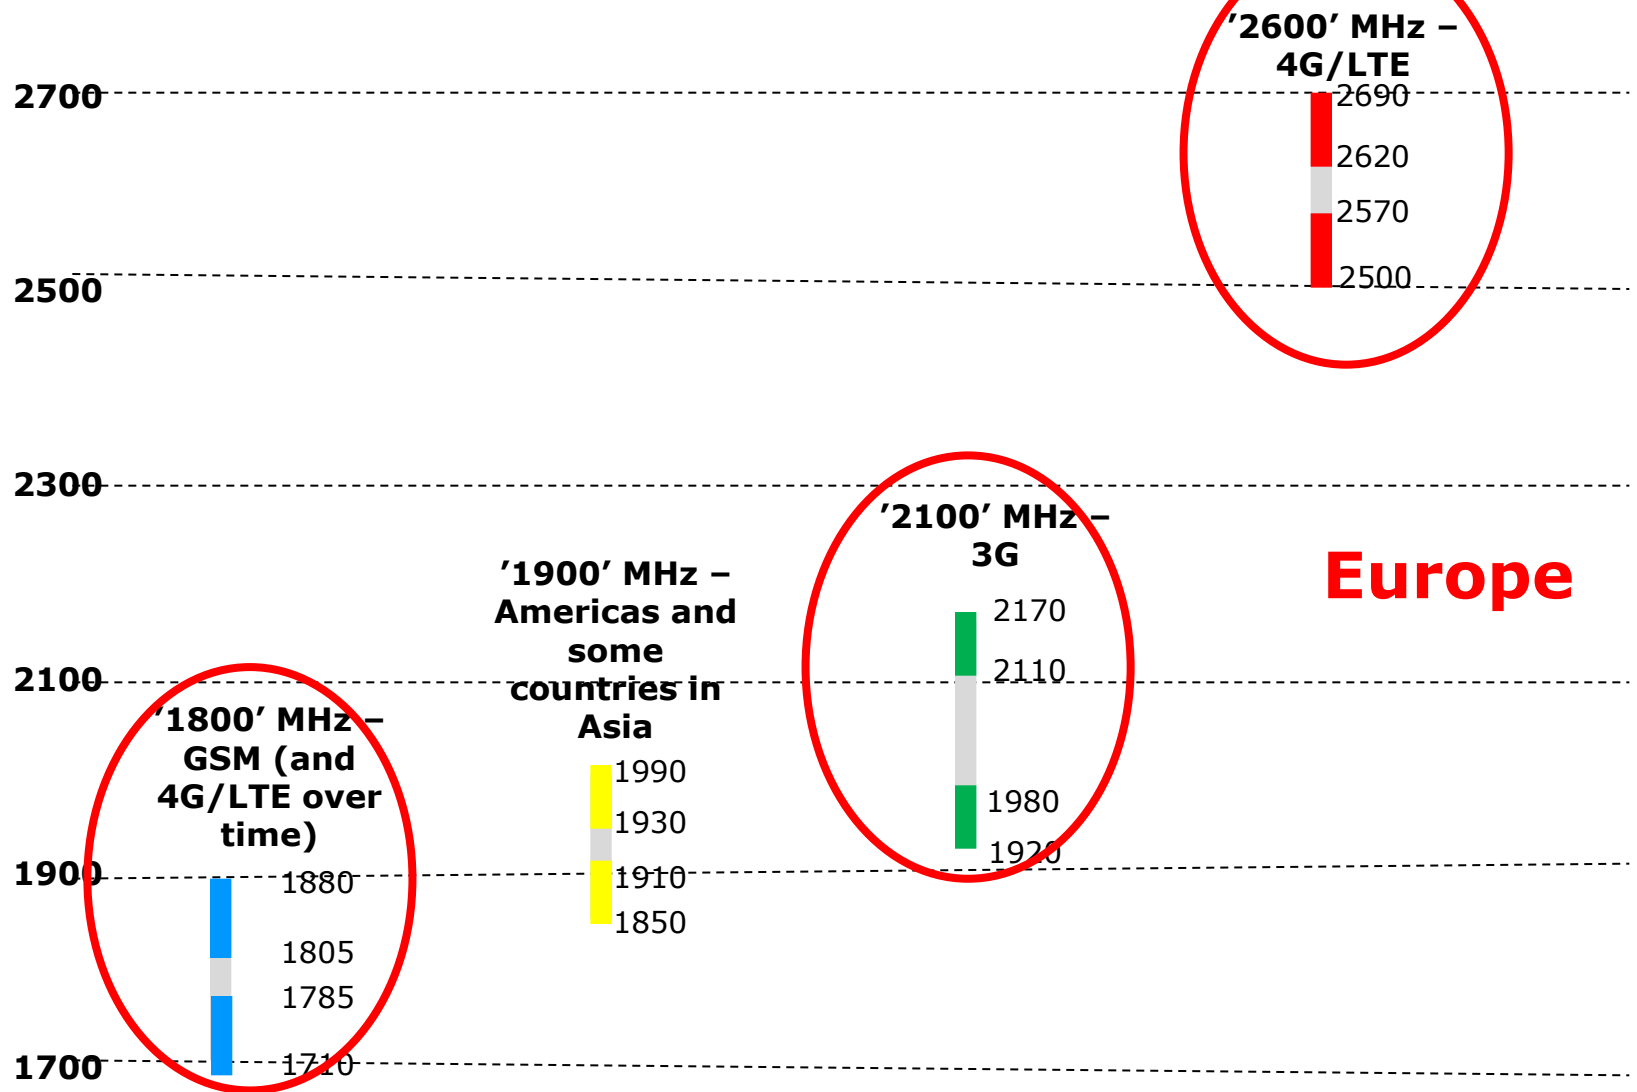 ’2600’ MHz –
4G/LTE
2700
2690
2620
2570
2500
2500
2300
’2100’ MHz –
3G
Europe
’1900’ MHz –
Americas and
some
countries in
Asia
2170
2110
2100
’1800’ MHz –
GSM (and
4G/LTE over
time)
1990
1930
1910
1850
1980
1920
1900
1880
1805
1785
1710
1700